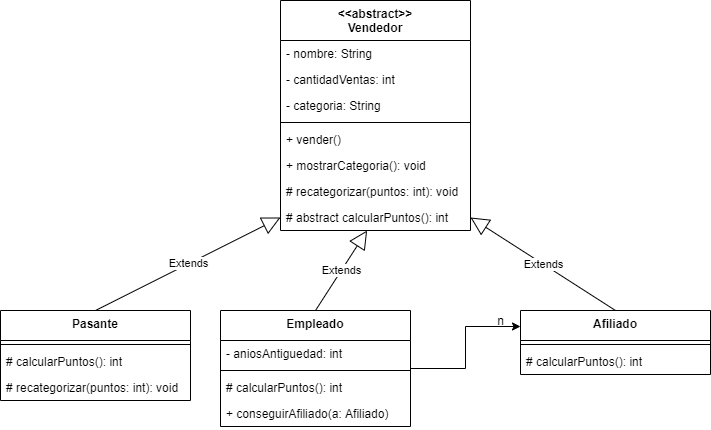 <<abstract>>
Vendedor
- nombre: String
- cantidadVentas: int
- categoria: String
+ vender()
+ mostrarCategoria(): void
# recategorizar(puntos: int): void
# abstract calcularPuntos(): int
Extends
Extends
Extends
Pasante
# calcularPuntos(): int
# recategorizar(puntos: int): void
Empleado
- aniosAntiguedad: int
# calcularPuntos(): int
+ conseguirAfiliado(a: Afiliado)
n
Afiliado
# calcularPuntos(): int